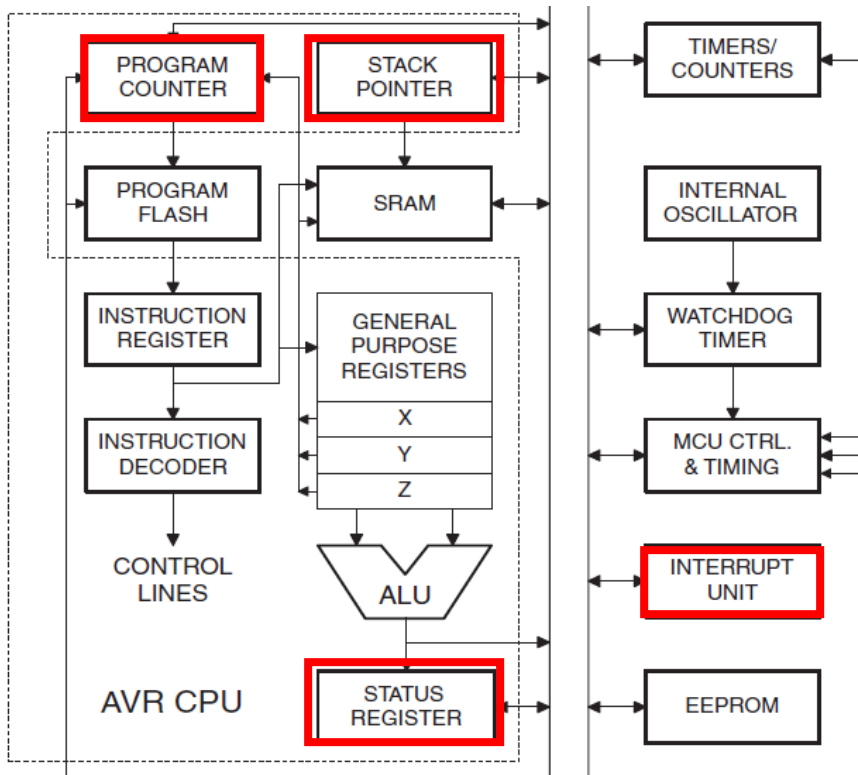 PROGRAM
COUNTER
STACK
POINTER
TIMERS/
COUNTERS
PROGRAM
FLASH
SRAM
INTERNAL
OSCILLATOR
INSTRUCTION
REGISTER
GENERAL
PURPOSE
REGISTERS
WATCHDOG
TIMER
X
Y
Z
INSTRUCTION
DECODER
MCU CTRL.
& TIMING
CONTROL
LINES
ALU
INTERRUPT
UNIT
AVR CPU
STATUS
REGISTER
EEPROM